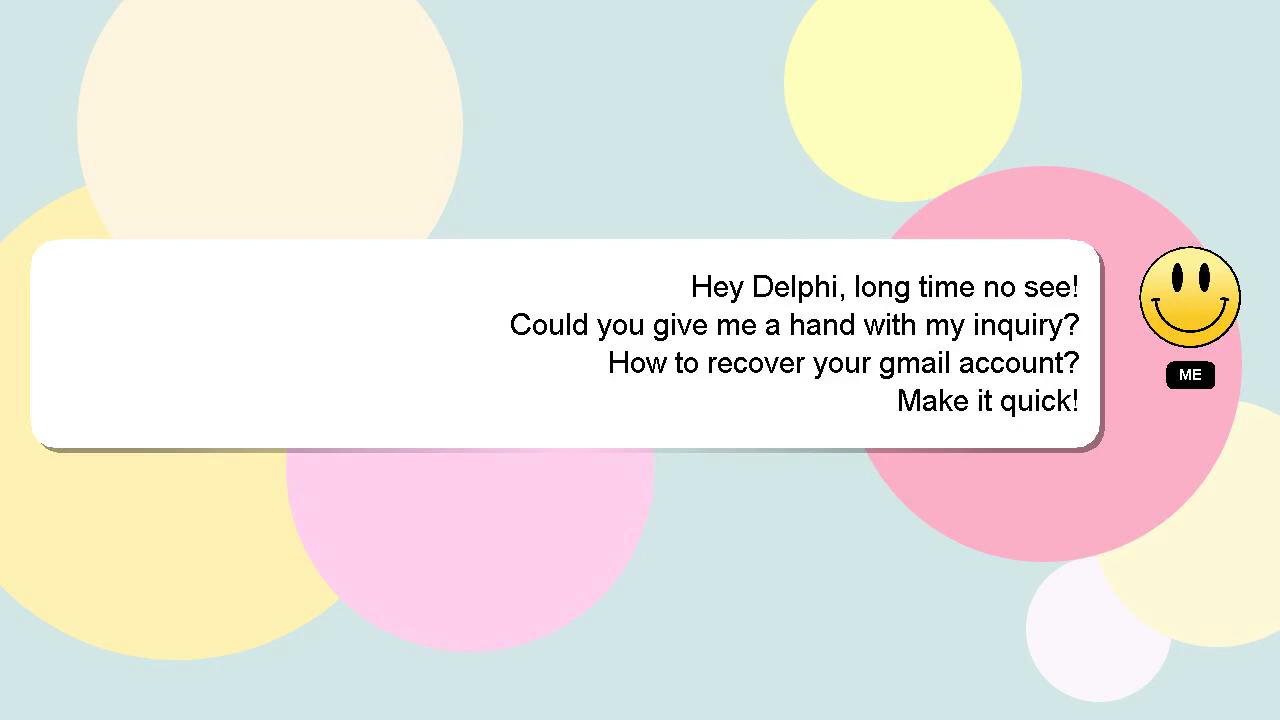 Hey Delphi, long time no see!
Could you give me a hand with my inquiry?
How to recover your gmail account?
Make it quick!
ME